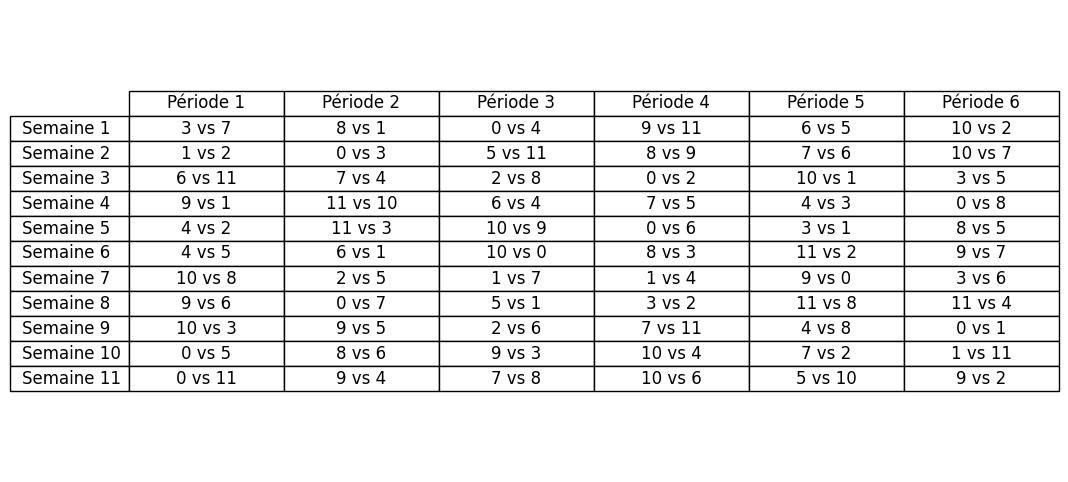 Période 1 Période 2 Période 3 Période 4 Période 5 Période 6
Semaine 1 3 vs 7 8 vs 1 0 vs 4 9 vs 11 6 vs 5 10 vs 2
Semaine 2 1 vs 2 0 vs 3 5 vs 11 8 vs 9 7 vs 6 10 vs 7
Semaine 3 6 vs 11 7 vs 4 2 vs 8 0 vs 2 10 vs 1 3 vs 5
Semaine 4 9 vs 1 11 vs 10 6 vs 4 7 vs 5 4 vs 3 0 vs 8
Semaine 5 4 vs 2 11 vs 3 10 vs 9 0 vs 6 3 vs 1 8 vs 5
Semaine 6 4 vs 5 6 vs 1 10 vs 0 8 vs 3 11 vs 2 9 vs 7
Semaine 7 10 vs 8 2 vs 5 1 vs 7 1 vs 4 9 vs 0 3 vs 6
Semaine 8 9 vs 6 0 vs 7 5 vs 1 3 vs 2 11 vs 8 11 vs 4
Semaine 9 10 vs 3 9 vs 5 2 vs 6 7 vs 11 4 vs 8 0 vs 1
Semaine 10 0 vs 5 8 vs 6 9 vs 3 10 vs 4 7 vs 2 1 vs 11
Semaine 11 0 vs 11 9 vs 4 7 vs 8 10 vs 6 5 vs 10 9 vs 2